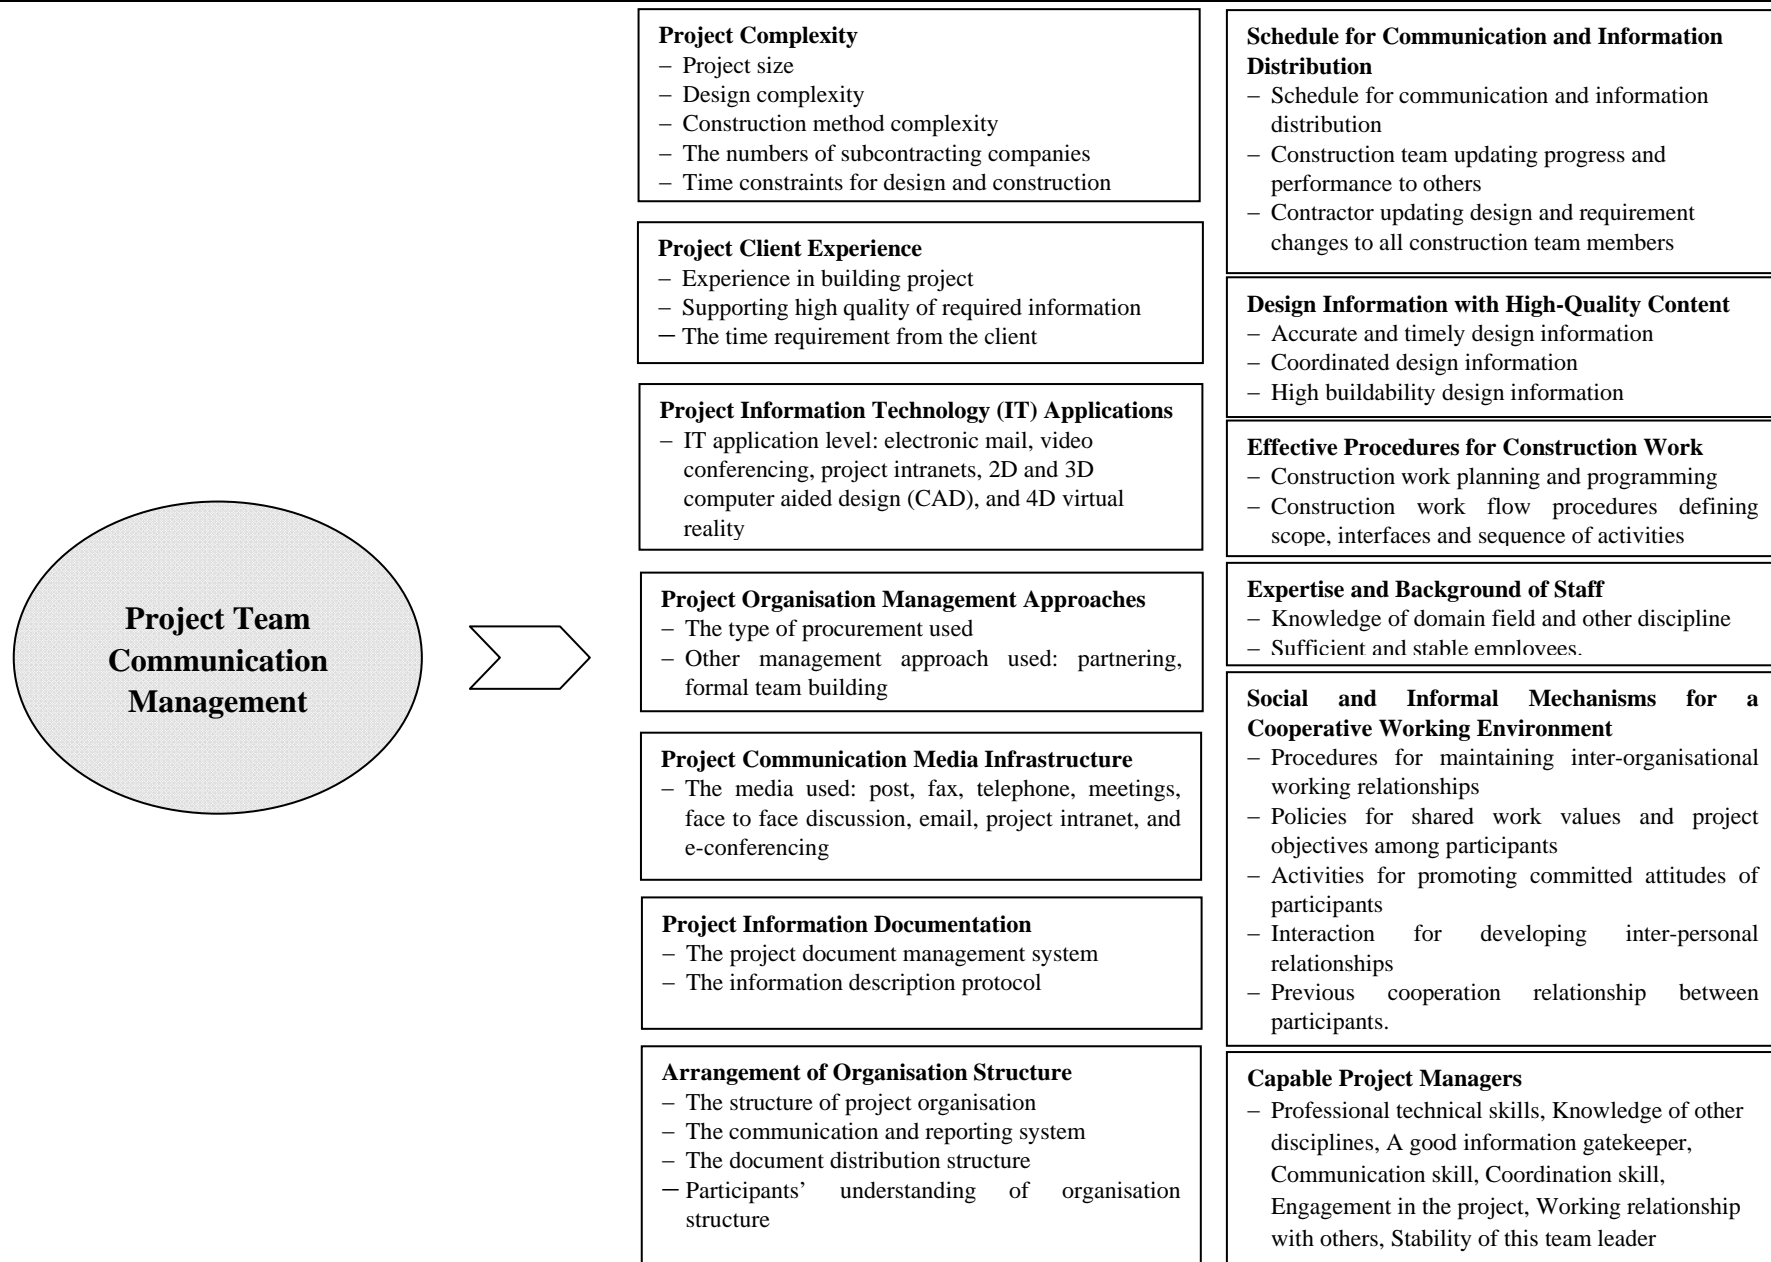 Project Team
Communication
Management
Project Complexity
– Project size
– Design complexity
– Construction method complexity
– The numbers of subcontracting companies
– Time constraints for design and construction
Project Client Experience
– Experience in building project
– Supporting high quality of required information
– The time requirement from the client
Project Information Technology (IT) Applications
– IT application level: electronic mail, video
conferencing, project intranets, 2D and 3D
computer aided design (CAD), and 4D virtual
reality
Project Organisation Management Approaches
– The type of procurement used
– Other management approach used: partnering,
formal team building
Project Communication Media Infrastructure
– The media used: post, fax, telephone, meetings,
face to face discussion, email, project intranet, and
e-conferencing
Project Information Documentation
– The project document management system
– The information description protocol
Arrangement of Organisation Structure
– The structure of project organisation
– The communication and reporting system
– The document distribution structure
– Participants’ understanding of organisation
structure
Schedule for Communication and Information
Distribution
– Schedule for communication and information
distribution
– Construction team updating progress and
performance to others
– Contractor updating design and requirement
changes to all construction team members
Design Information with High-Quality Content
– Accurate and timely design information
– Coordinated design information
– High buildability design information
Effective Procedures for Construction Work
– Construction work planning and programming
– Construction work flow procedures defining
scope, interfaces and sequence of activities
Expertise and Background of Staff
– Knowledge of domain field and other discipline
– Sufficient and stable employees.
Social and Informal Mechanisms for a
Cooperative Working Environment
– Procedures for maintaining inter-organisational
working relationships
– Policies for shared work values and project
objectives among participants
– Activities for promoting committed attitudes of
participants
– Interaction for developing inter-personal
relationships
– Previous cooperation relationship between
participants.
Capable Project Managers
– Professional technical skills, Knowledge of other
disciplines, A good information gatekeeper,
Communication skill, Coordination skill,
Engagement in the project, Working relationship
with others, Stability of this team leader